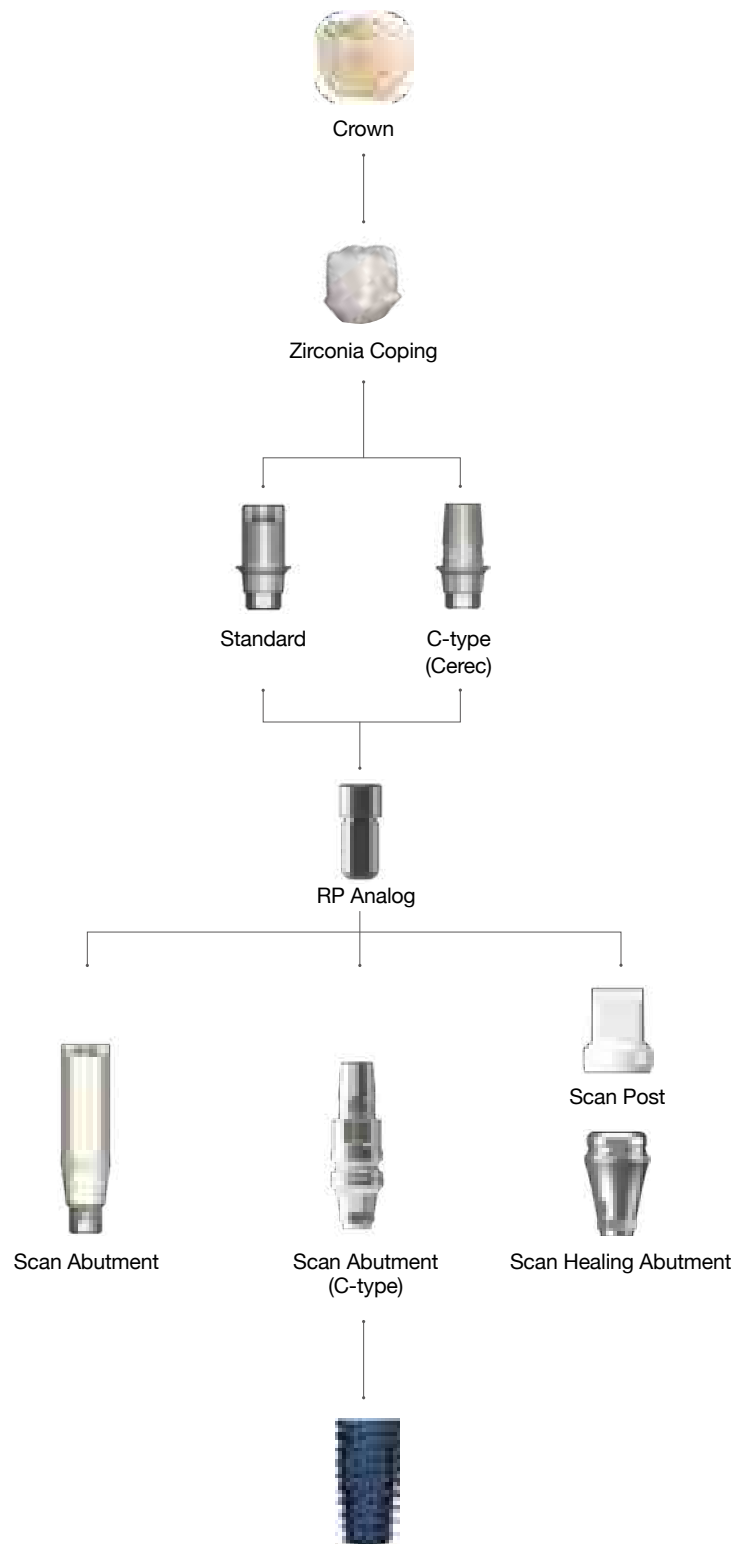 Crown
Zirconia Coping
Standard
C-type
(Cerec)
RP Analog
Scan Post
Scan Abutment
Scan Abutment
(C-type)
Scan Healing Abutment